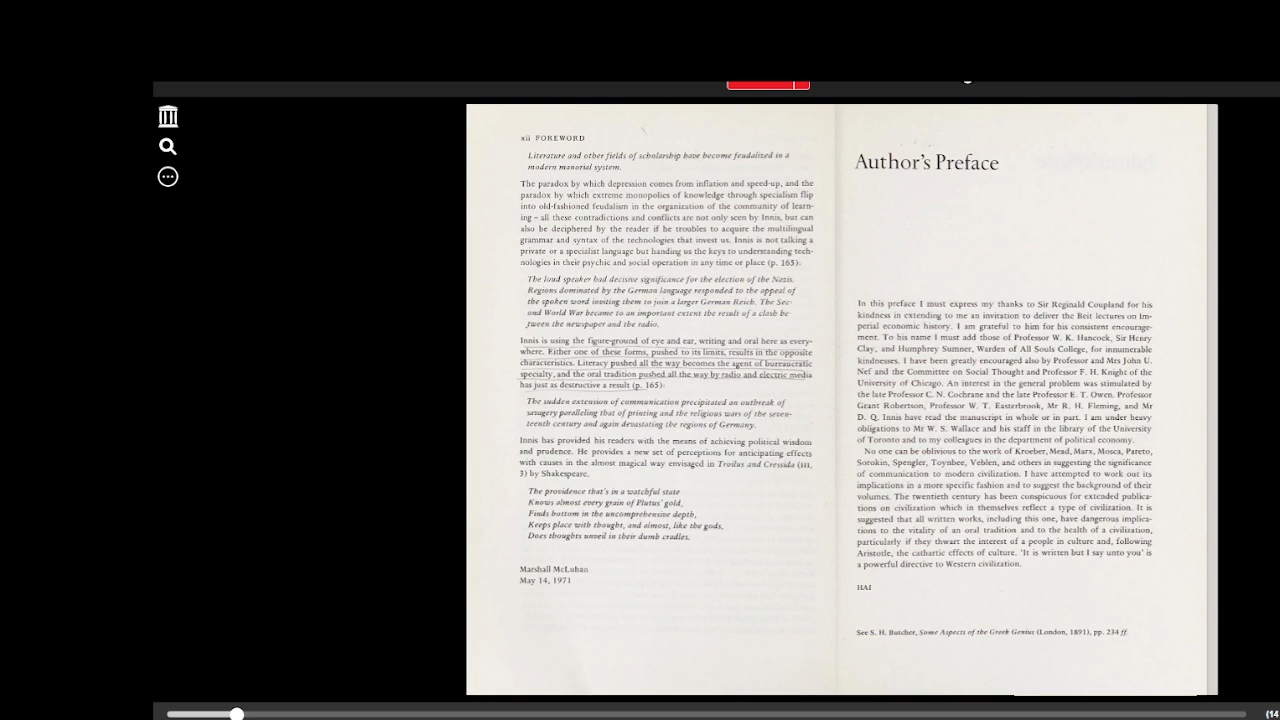 xii FOREWORD
Literature and other fields of scholarship have become feudalized in a
modern manorial system.
The paradox by which depression comes from inflation and speed-up, and the
paradox by which extreme monopolies of knowledge through specialism flip
into old-fashioned feudalism in the organization of the community of learn-
ing – all these contradictions and conflicts are not only seen by Innis, but can
also be deciphered by the reader if he troubles to acquire the multilingual
grammar and syntax of the technologies that invest us. Innis is not talking a
private or a specialist language but handing us the keys to understanding tech-
nologies in their psychic and social operation in any time or place (p. 165):
The loud speaker had decisive significance for the election of the Nazis.
Regions dominated by the German language responded to the appeal of
the spoken word inviting them to join a larger German Reich. The Sec-
ond World War became to an important extent the result of a clash be-
tween the newspaper and the radio.
Innis is using the figure-ground of eye and ear, writing and oral here as every-
where. Either one of these forms, pushed to its limits, results in the opposite
characteristics. Literacy pushed all the way becomes the agent of bureaucratic
specialty, and the oral tradition pushed all the way by radio and electric media
has just as destructive a result (p. 165):
The sudden extension of communication precipitated an outbreak of
savagery paralleling that of printing and the religious wars of the seven-
teenth century and again devastating the regions of Germany.
Innis has provided his readers with the means of achieving political wisdom
and prudence. He provides a new set of perceptions for anticipating effects
with causes in the almost magical way envisaged in Troilus and Cressida (III,
3) by Shakespeare.
The providence that's in a watchful state
Knows almost every grain of Plutus' gold,
Finds bottom in the uncomprehensive depth,
Keeps place with thought, and almost, like the gods,
Does thoughts unveil in their dumb cradles.
Marshall McLuhan
May 14, 1971
Author's Preface
In this preface I must express my thanks to Sir Reginald Coupland for his
kindness in extending to me an invitation to deliver the Beit lectures on Im-
perial economic history. I am grateful to him for his consistent encourage-
ment. To his name I must add those of Professor W. K. Hancock, Sir Henry
Clay, and Humphrey Sumner, Warden of All Souls College, for innumerable
kindnesses. I have been greatly encouraged also by Professor and Mrs John U.
Nef and the Committee on Social Thought and Professor F. H. Knight of the
University of Chicago. An interest in the general problem was stimulated by
the late Professor C. N. Cochrane and the late Professor E. T. Owen. Professor
Grant Robertson, Professor W. T. Easterbrook, Mr R. H. Fleming, and Mr
D. Q. Innis have read the manuscript in whole or in part. I am under heavy
obligations to Mr W. S. Wallace and his staff in the library of the University
of Toronto and to my colleagues in the department of political economy.
No one can be oblivious to the work of Kroeber, Mead, Marx, Mosca, Pareto,
Sorokin, Spengler, Toynbee, Veblen, and others in suggesting the significance
of communication to modern civilization. I have attempted to work out its
implications in a more specific fashion and to suggest the background of their
volumes. The twentieth century has been conspicuous for extended publica-
tions on civilization which in themselves reflect a type of civilization. It is
suggested that all written works, including this one, have dangerous implica-
tions to the vitality of an oral tradition and to the health of a civilization,
particularly if they thwart the interest of a people in culture and, following
Aristotle, the cathartic effects of culture. 'It is written but I say unto you' is
a powerful directive to Western civilization.
HAI
See S. H. Butcher, Some Aspects of the Greek Genius (London, 1891), pp. 234 ff.
(14